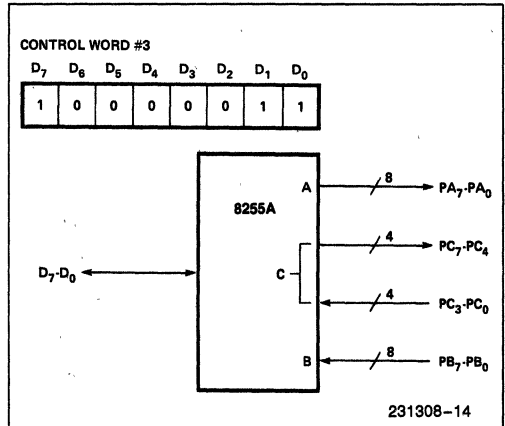 CONTROL WORD #3
D7 D6 D5 D4 D3 D2 D1 D0
1 0 0 0 0 0 1 1
8255A
A 8 PA7-PA0
4 PC7-PC4
D7-D0 C
4 PC3-PC0
B 8 PB7-PB0
231308-14